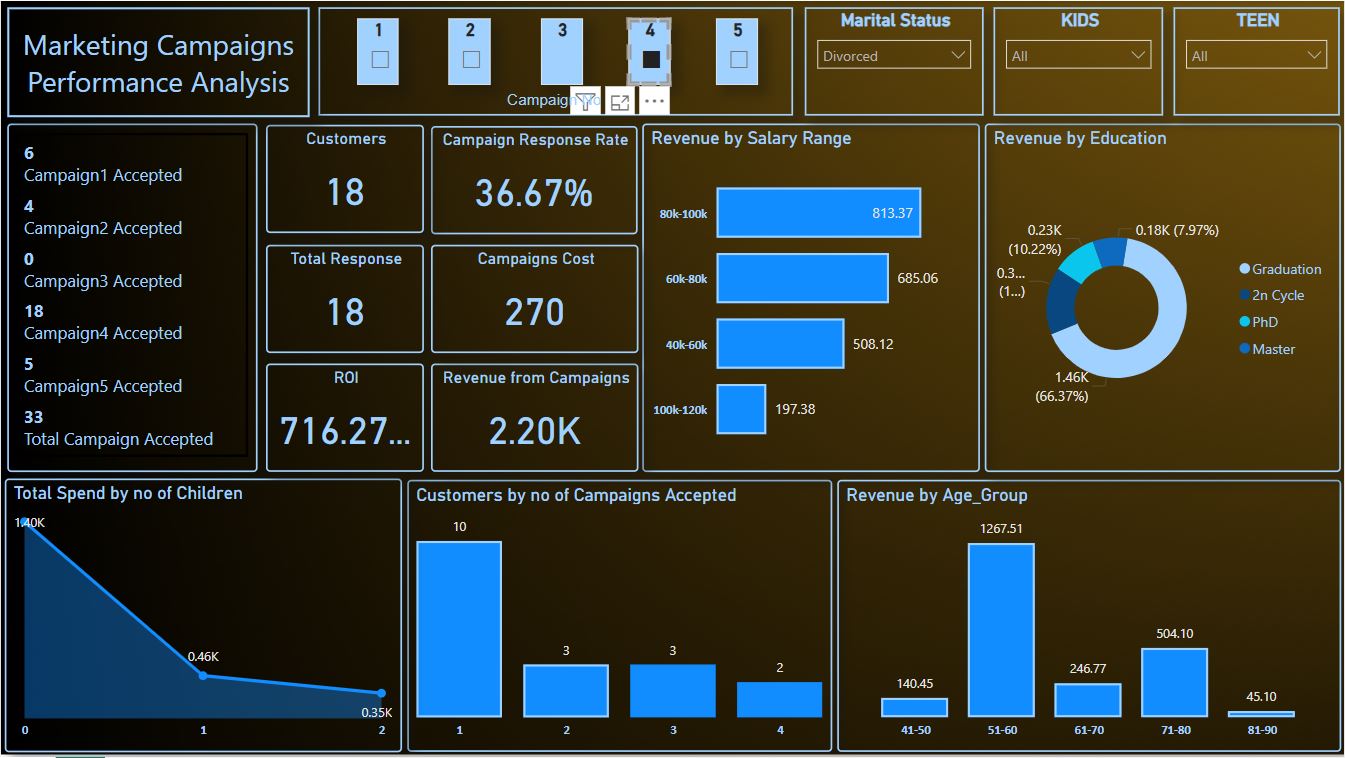 Marketing Campaigns
Performance Analysis
1
2
3
4
5
Campaign No
Marital Status
Divorced
KIDS
All
TEEN
All
6
Campaign1 Accepted
4
Campaign2 Accepted
0
Campaign3 Accepted
18
Campaign4 Accepted
5
Campaign5 Accepted
33
Total Campaign Accepted
Customers
18
Campaign Response Rate
36.67%
Total Response
18
Campaigns Cost
270
ROI
716.27...
Revenue from Campaigns
2.20K
Revenue by Salary Range
80k-100k
813.37
60k-80k
685.06
40k-60k
508.12
100k-120k
197.38
Revenue by Education
0.23K
(10.22%)
0.18K (7.97%)
0.3...
(1...)
1.46K
(66.37%)
Graduation
2n Cycle
PhD
Master
Total Spend by no of Children
1.40K
0.46K
0.35K
0
1
2
Customers by no of Campaigns Accepted
10
3
3
2
1
2
3
4
Revenue by Age_Group
140.45
1267.51
246.77
504.10
45.10
41-50
51-60
61-70
71-80
81-90